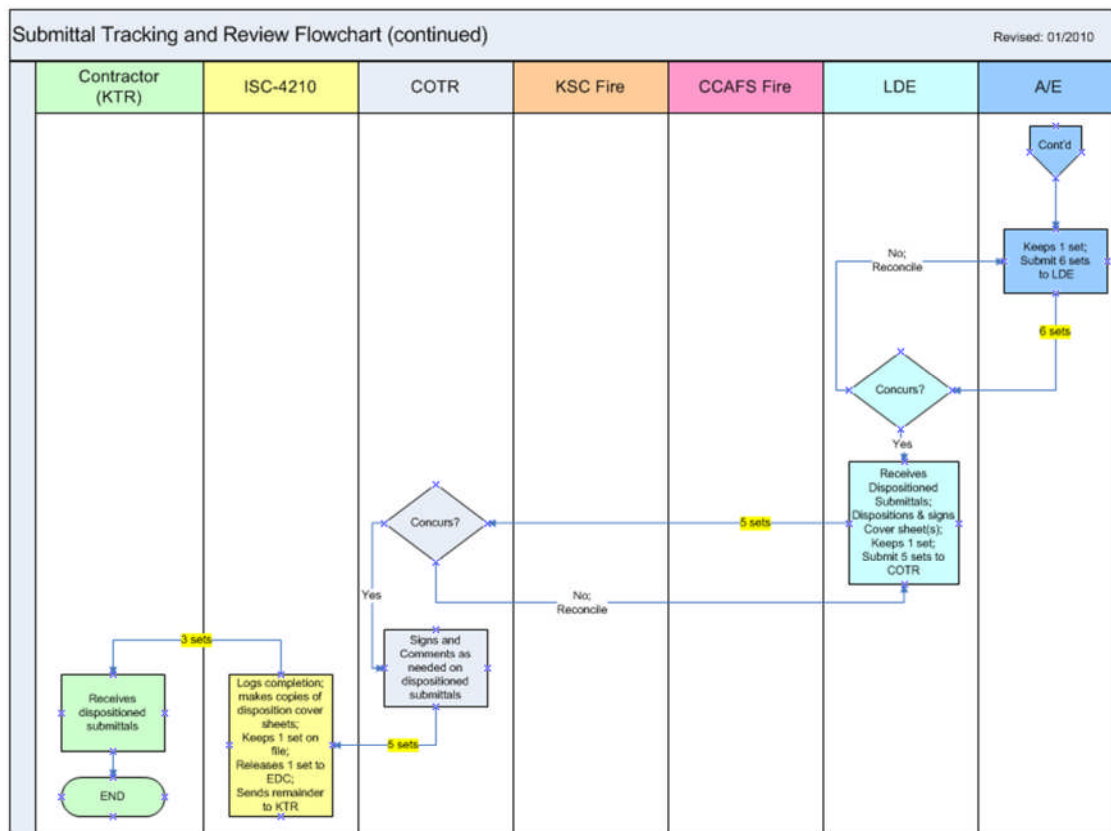 Submittal Tracking and Review Flowchart (continued)
Revised: 01/2010
Contractor
(KTR)
ISC-4210
COTR
KSC Fire
CCAFS Fire
LDE
A/E
Cont'd
Keeps 1 set;
Submit 6 sets
to LDE
No;
Reconcile
6 sets
Concurs?
Yes
Receives
Dispositioned
Submittals;
Dispositions & signs
Cover sheet(s);
Keeps 1 set;
Submit 5 sets to
COTR
5 sets
Concurs?
No;
Reconcile
Yes
Signs and
Comments as
needed on
dispositioned
submittals
5 sets
Logs completion;
makes copies of
disposition cover
sheets;
Keeps 1 set on
file;
Releases 1 set to
EDC;
Sends remainder
to KTR
3 sets
Receives
dispositioned
submittals
END